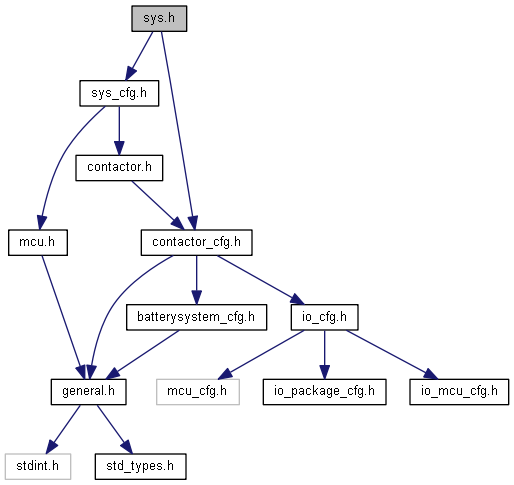 sys.h
sys_cfg.h
contactor.h
mcu.h
contactor_cfg.h
batterysystem_cfg.h
io_cfg.h
general.h
mcu_cfg.h
io_package_cfg.h
io_mcu_cfg.h
stdint.h
std_types.h